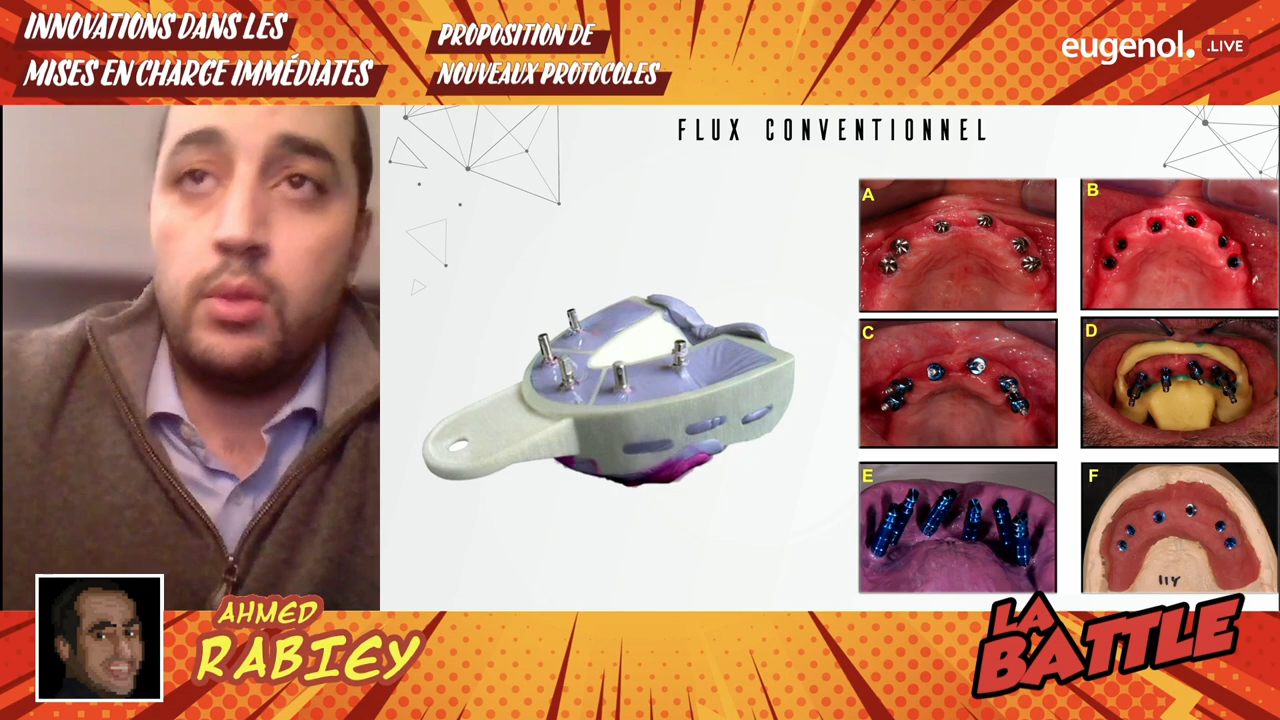 INNOVATIONS DANS LES
MISES EN CHARGE IMMÉDIATES
PROPOSITION DE
NOUVEAUX PROTOCOLES
eugenol. .LIVE
FLUX CONVENTIONNEL
A
B
C
D
E
F
AHMED
RABIEY
LA
BATTLE